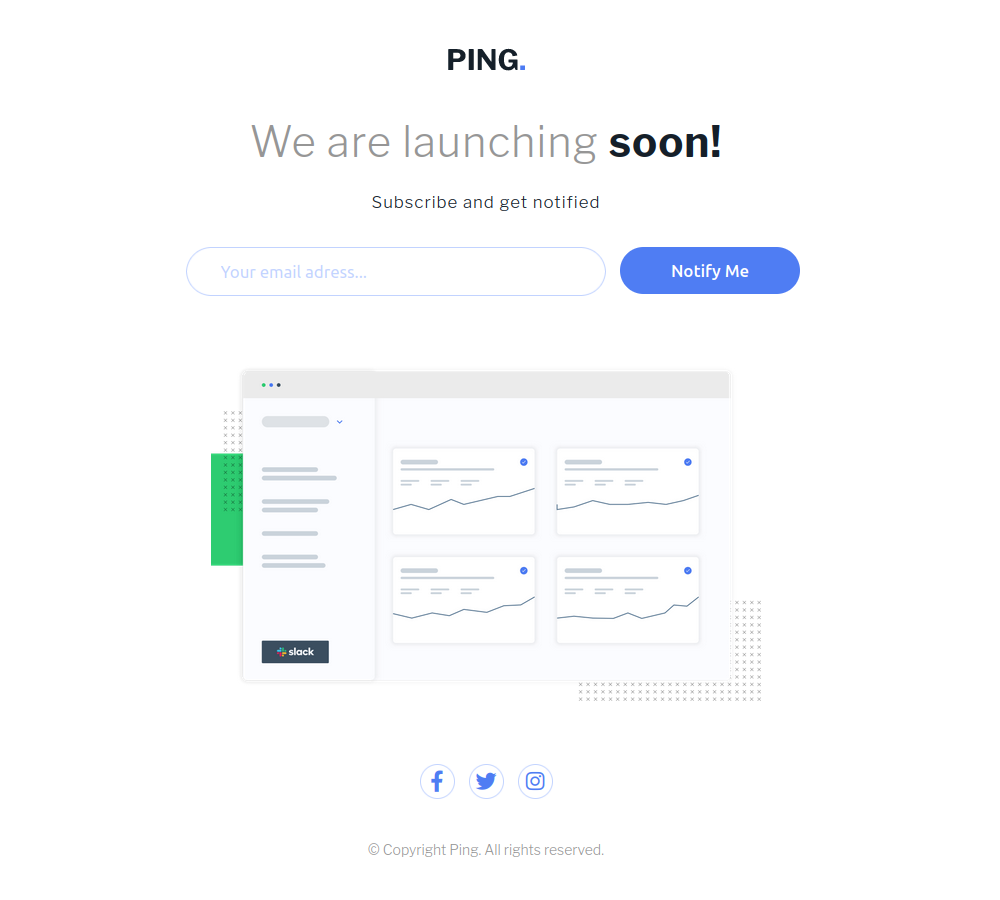 PING.
We are launching soon!
Subscribe and get notified
Your email adress...
Notify Me
slack
© Copyright Ping. All rights reserved.